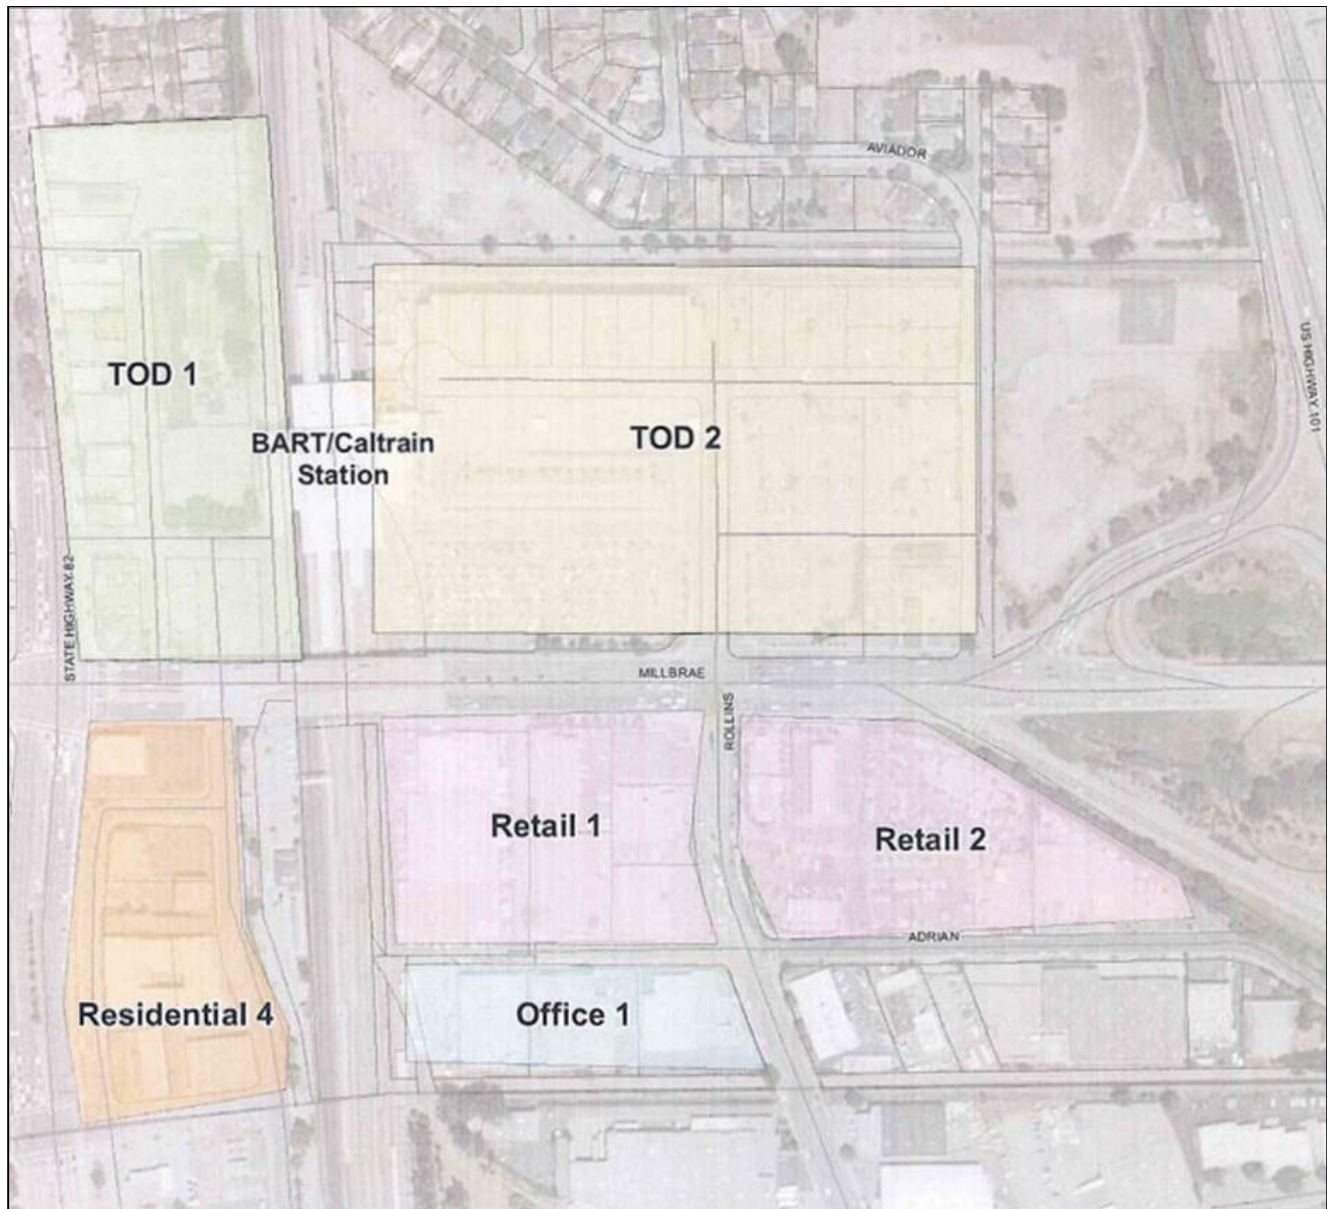 AVIADOR
US HIGHWAY 101
TOD 1
TOD 2
BART/Caltrain
Station
STATE HIGHWAY 82
MILLBRAE
ROLLINS
Retail 1
Retail 2
ADRIAN
Residential 4
Office 1